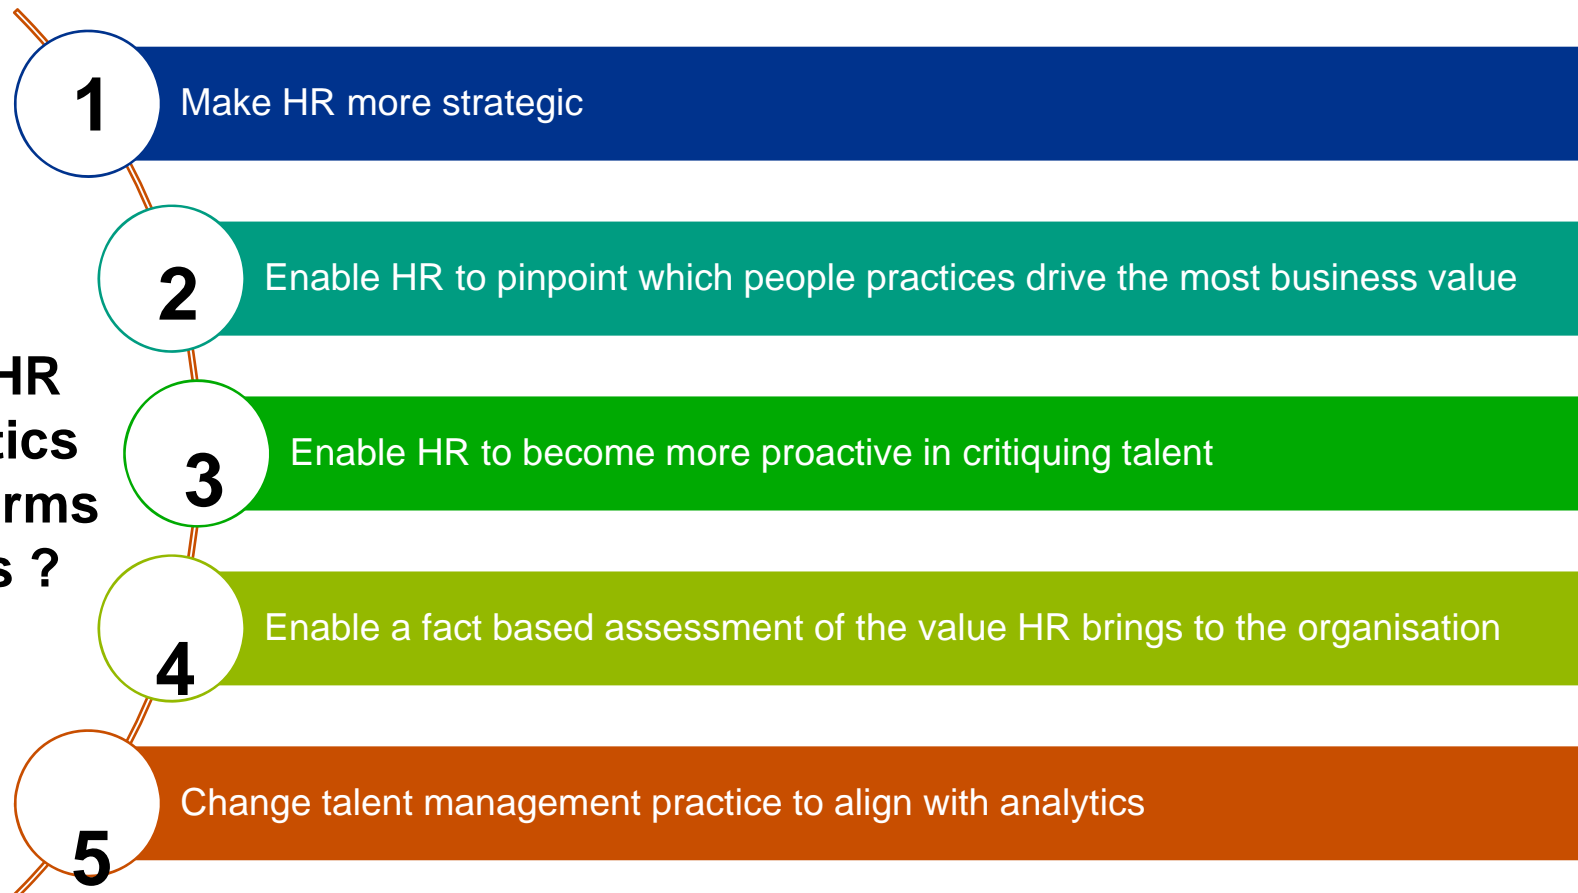 1
Make HR more strategic
2
Enable HR to pinpoint which people practices drive the most business value
HR
tics
rms
s ?
3
Enable HR to become more proactive in critiquing talent
4
Enable a fact based assessment of the value HR brings to the organisation
5
Change talent management practice to align with analytics